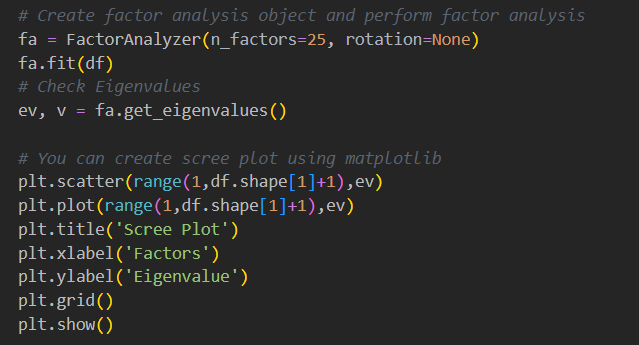 # Create factor analysis object and perform factor analysis
fa = FactorAnalyzer(n_factors=25, rotation=None)
fa.fit(df)
# Check Eigenvalues
ev, v = fa.get_eigenvalues()
# You can create scree plot using matplotlib
plt.scatter(range(1,df.shape[1]+1),ev)
plt.plot(range(1,df.shape[1]+1),ev)
plt.title('Scree Plot')
plt.xlabel('Factors')
plt.ylabel('Eigenvalue')
plt.grid()
plt.show()